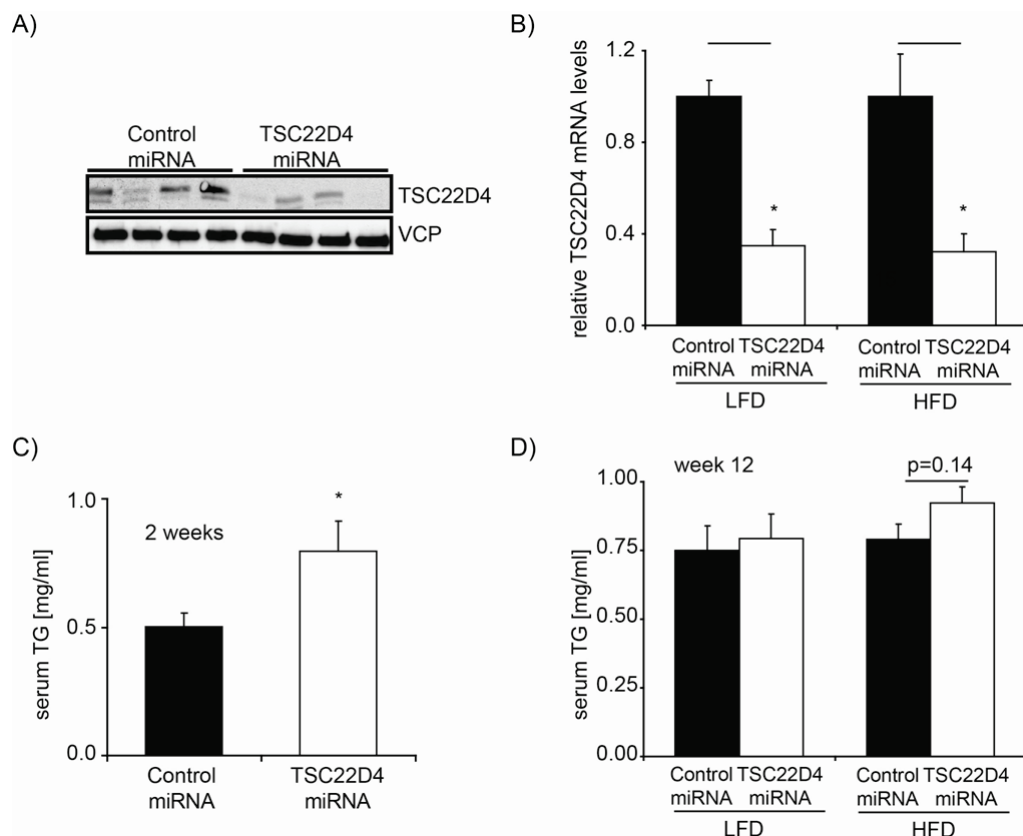 A)
Control TSC22D4
miRNA miRNA
TSC22D4
VCP
B)
relative TSC22D4 mRNA levels
1.2
0.8
0.4
0.0
*
*
Control TSC22D4 Control TSC22D4
miRNA miRNA miRNA miRNA
LFD HFD
C)
serum TG [mg/ml]
1.0
0.5
0.0
2 weeks
*
Control TSC22D4
miRNA miRNA
D)
serum TG [mg/ml]
1.00
0.75
0.50
0.25
0.00
week 12
p=0.14
Control TSC22D4 Control TSC22D4
miRNA miRNA miRNA miRNA
LFD HFD